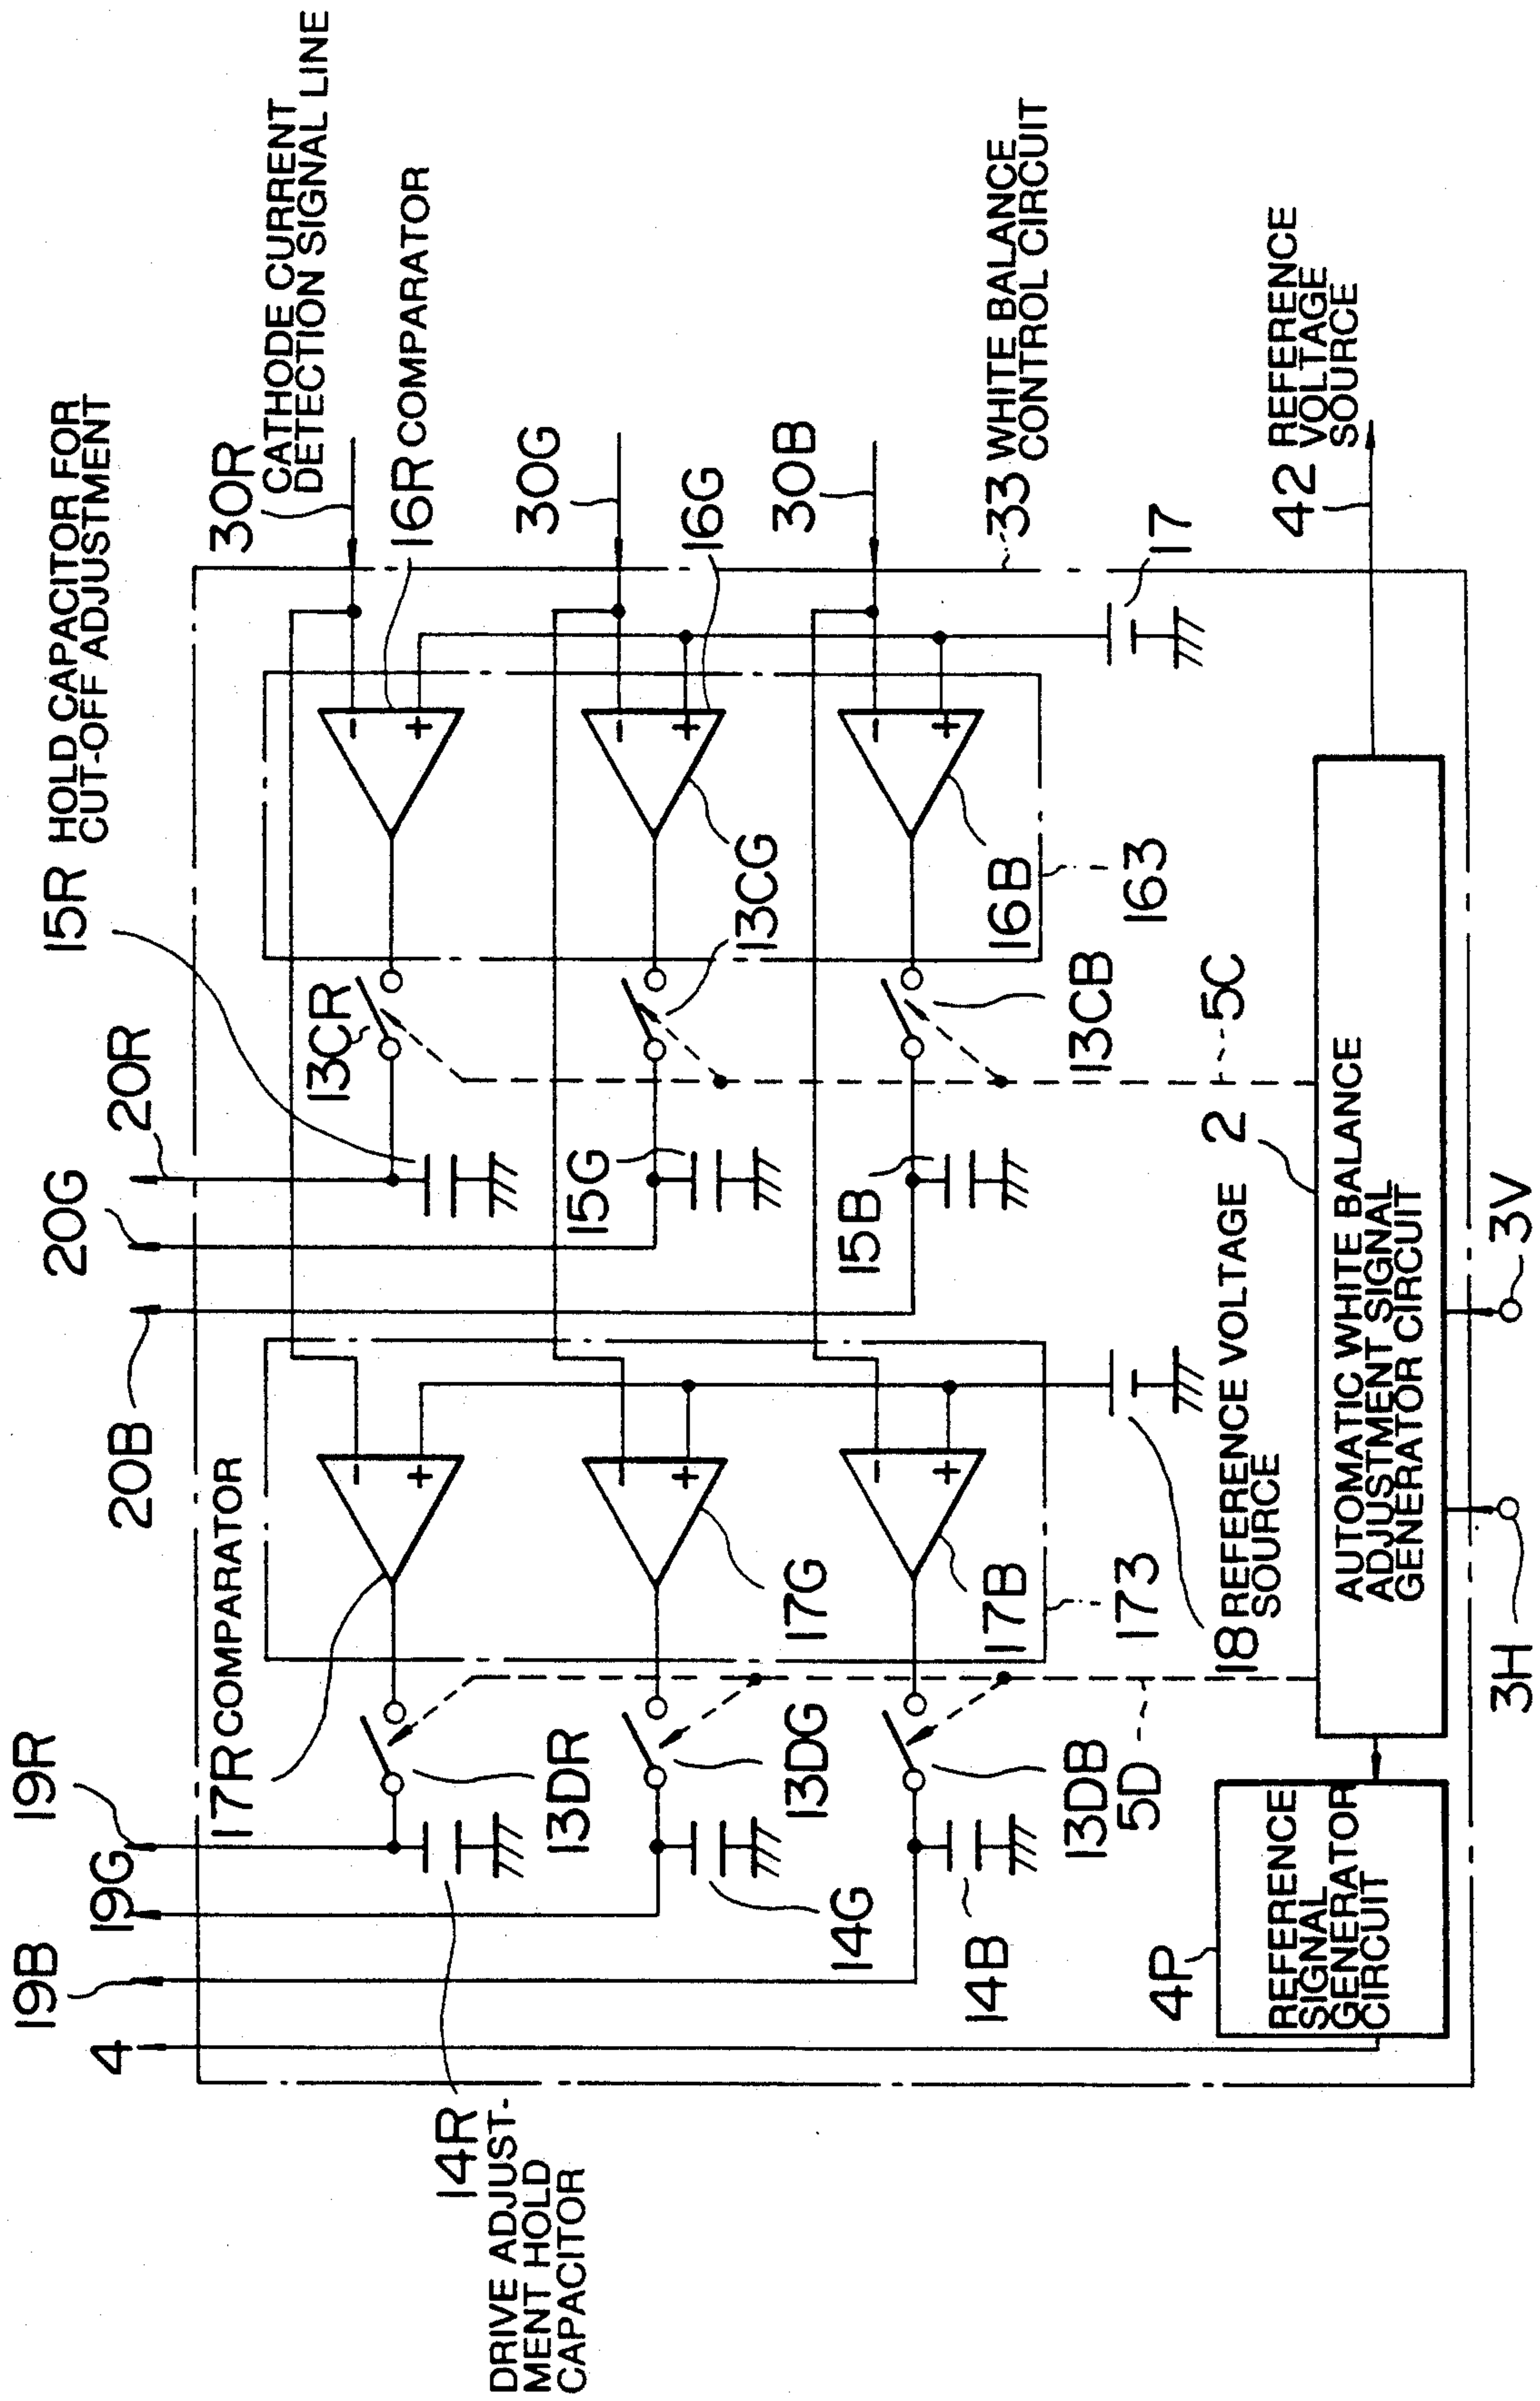 19R
19G
19B
4
20B
20G
20R
15R HOLD CAPACITOR FOR
CUT-OFF ADJUSTMENT
30R
CATHODE CURRENT
DETECTION SIGNAL LINE
16R COMPARATOR
17R COMPARATOR
13CR
14R
DRIVE ADJUST-
MENT HOLD
CAPACITOR
13DR
15G
13CG
16G
30G
14G
13DG
17G
15B
16B
30B
14B
13DB
17B
13CB
163
33 WHITE BALANCE
CONTROL CIRCUIT
5D
173
17
4P
18 REFERENCE VOLTAGE
SOURCE
2
5C
42 REFERENCE
VOLTAGE
SOURCE
REFERENCE
SIGNAL
GENERATOR
CIRCUIT
AUTOMATIC WHITE BALANCE
ADJUSTMENT SIGNAL
GENERATOR CIRCUIT
3H
3V
-
+
-
+
-
+
-
+
-
+
-
+